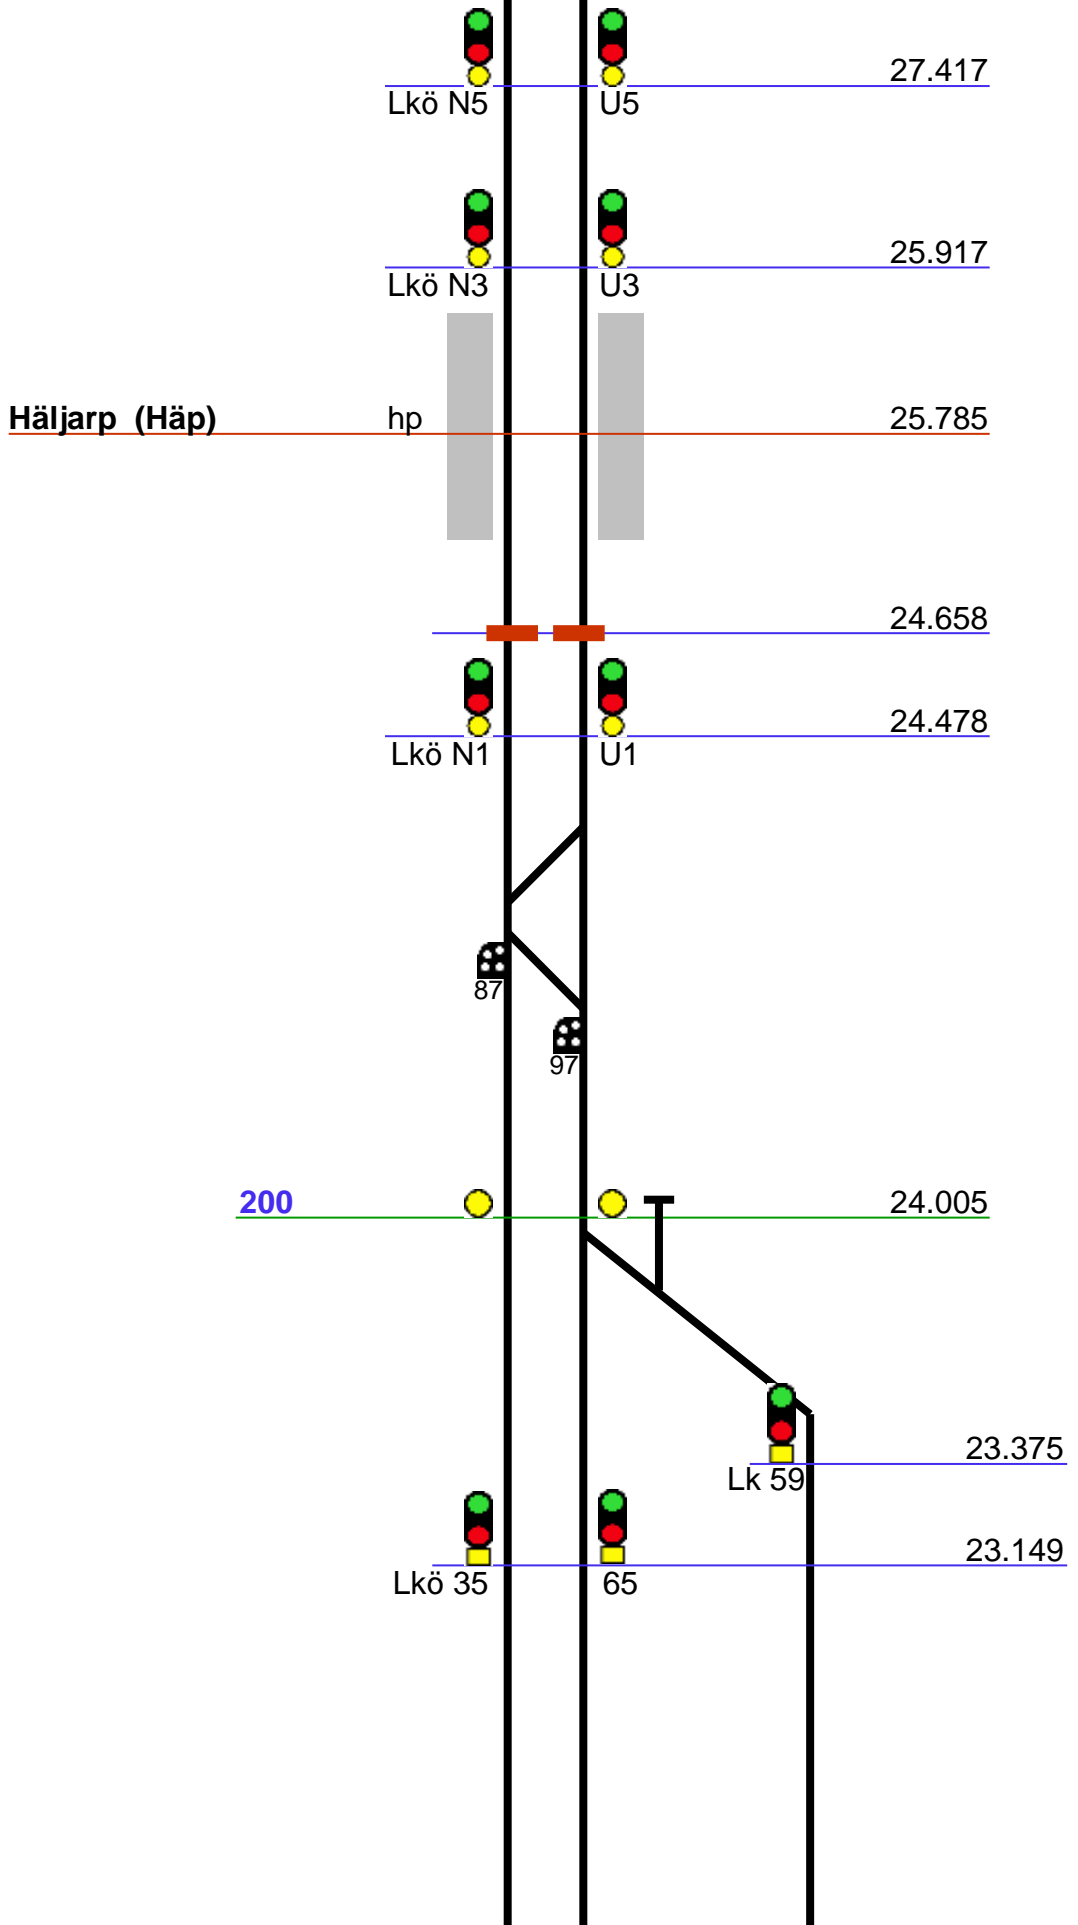 27.417
Lkö N5 U5
25.917
Lkö N3 U3
Häljarp (Häp) hp 25.785
24.658
24.478
Lkö N1 U1
87
97
200 24.005
23.375
Lk 59
23.149
Lkö 35 65